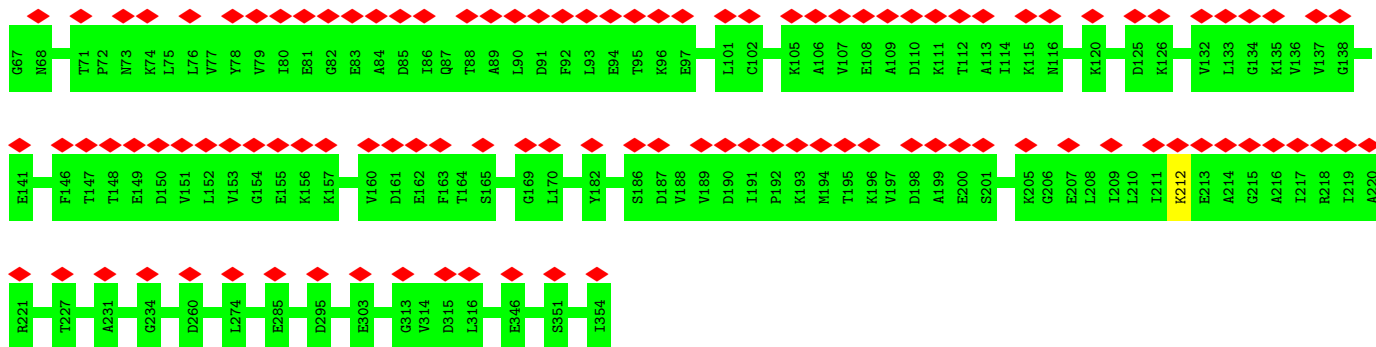 G67 N68 T71 P72 N73 K74 L75 L76 V77 Y78 V79 I80 E81 G82 E83 A84 D85 I86 Q87 T88 A89 L90 D91 F92 L93 E94 T95 K96 E97 L101 C102 K105 A106 V107 E108 A109 D110 K111 T112 A113 I114 K115 N116 K120 D125 K126 V132 L133 G134 K135 V136 V137 G138
E141 F146 T147 T148 E149 D150 V151 L152 V153 G154 E155 K156 K157 V160 D161 E162 F163 T164 S165 G169 L170 Y182 S186 D187 V188 V189 D190 I191 P192 K193 M194 T195 K196 V197 D198 A199 E200 S201 K205 G206 E207 L208 I209 L210 I211 K212 E213 A214 G215 A216 I217 R218 I219 A220
R221 T227 A231 G234 D260 L274 E285 D295 E303 G313 V314 D315 L316 E346 S351 I354